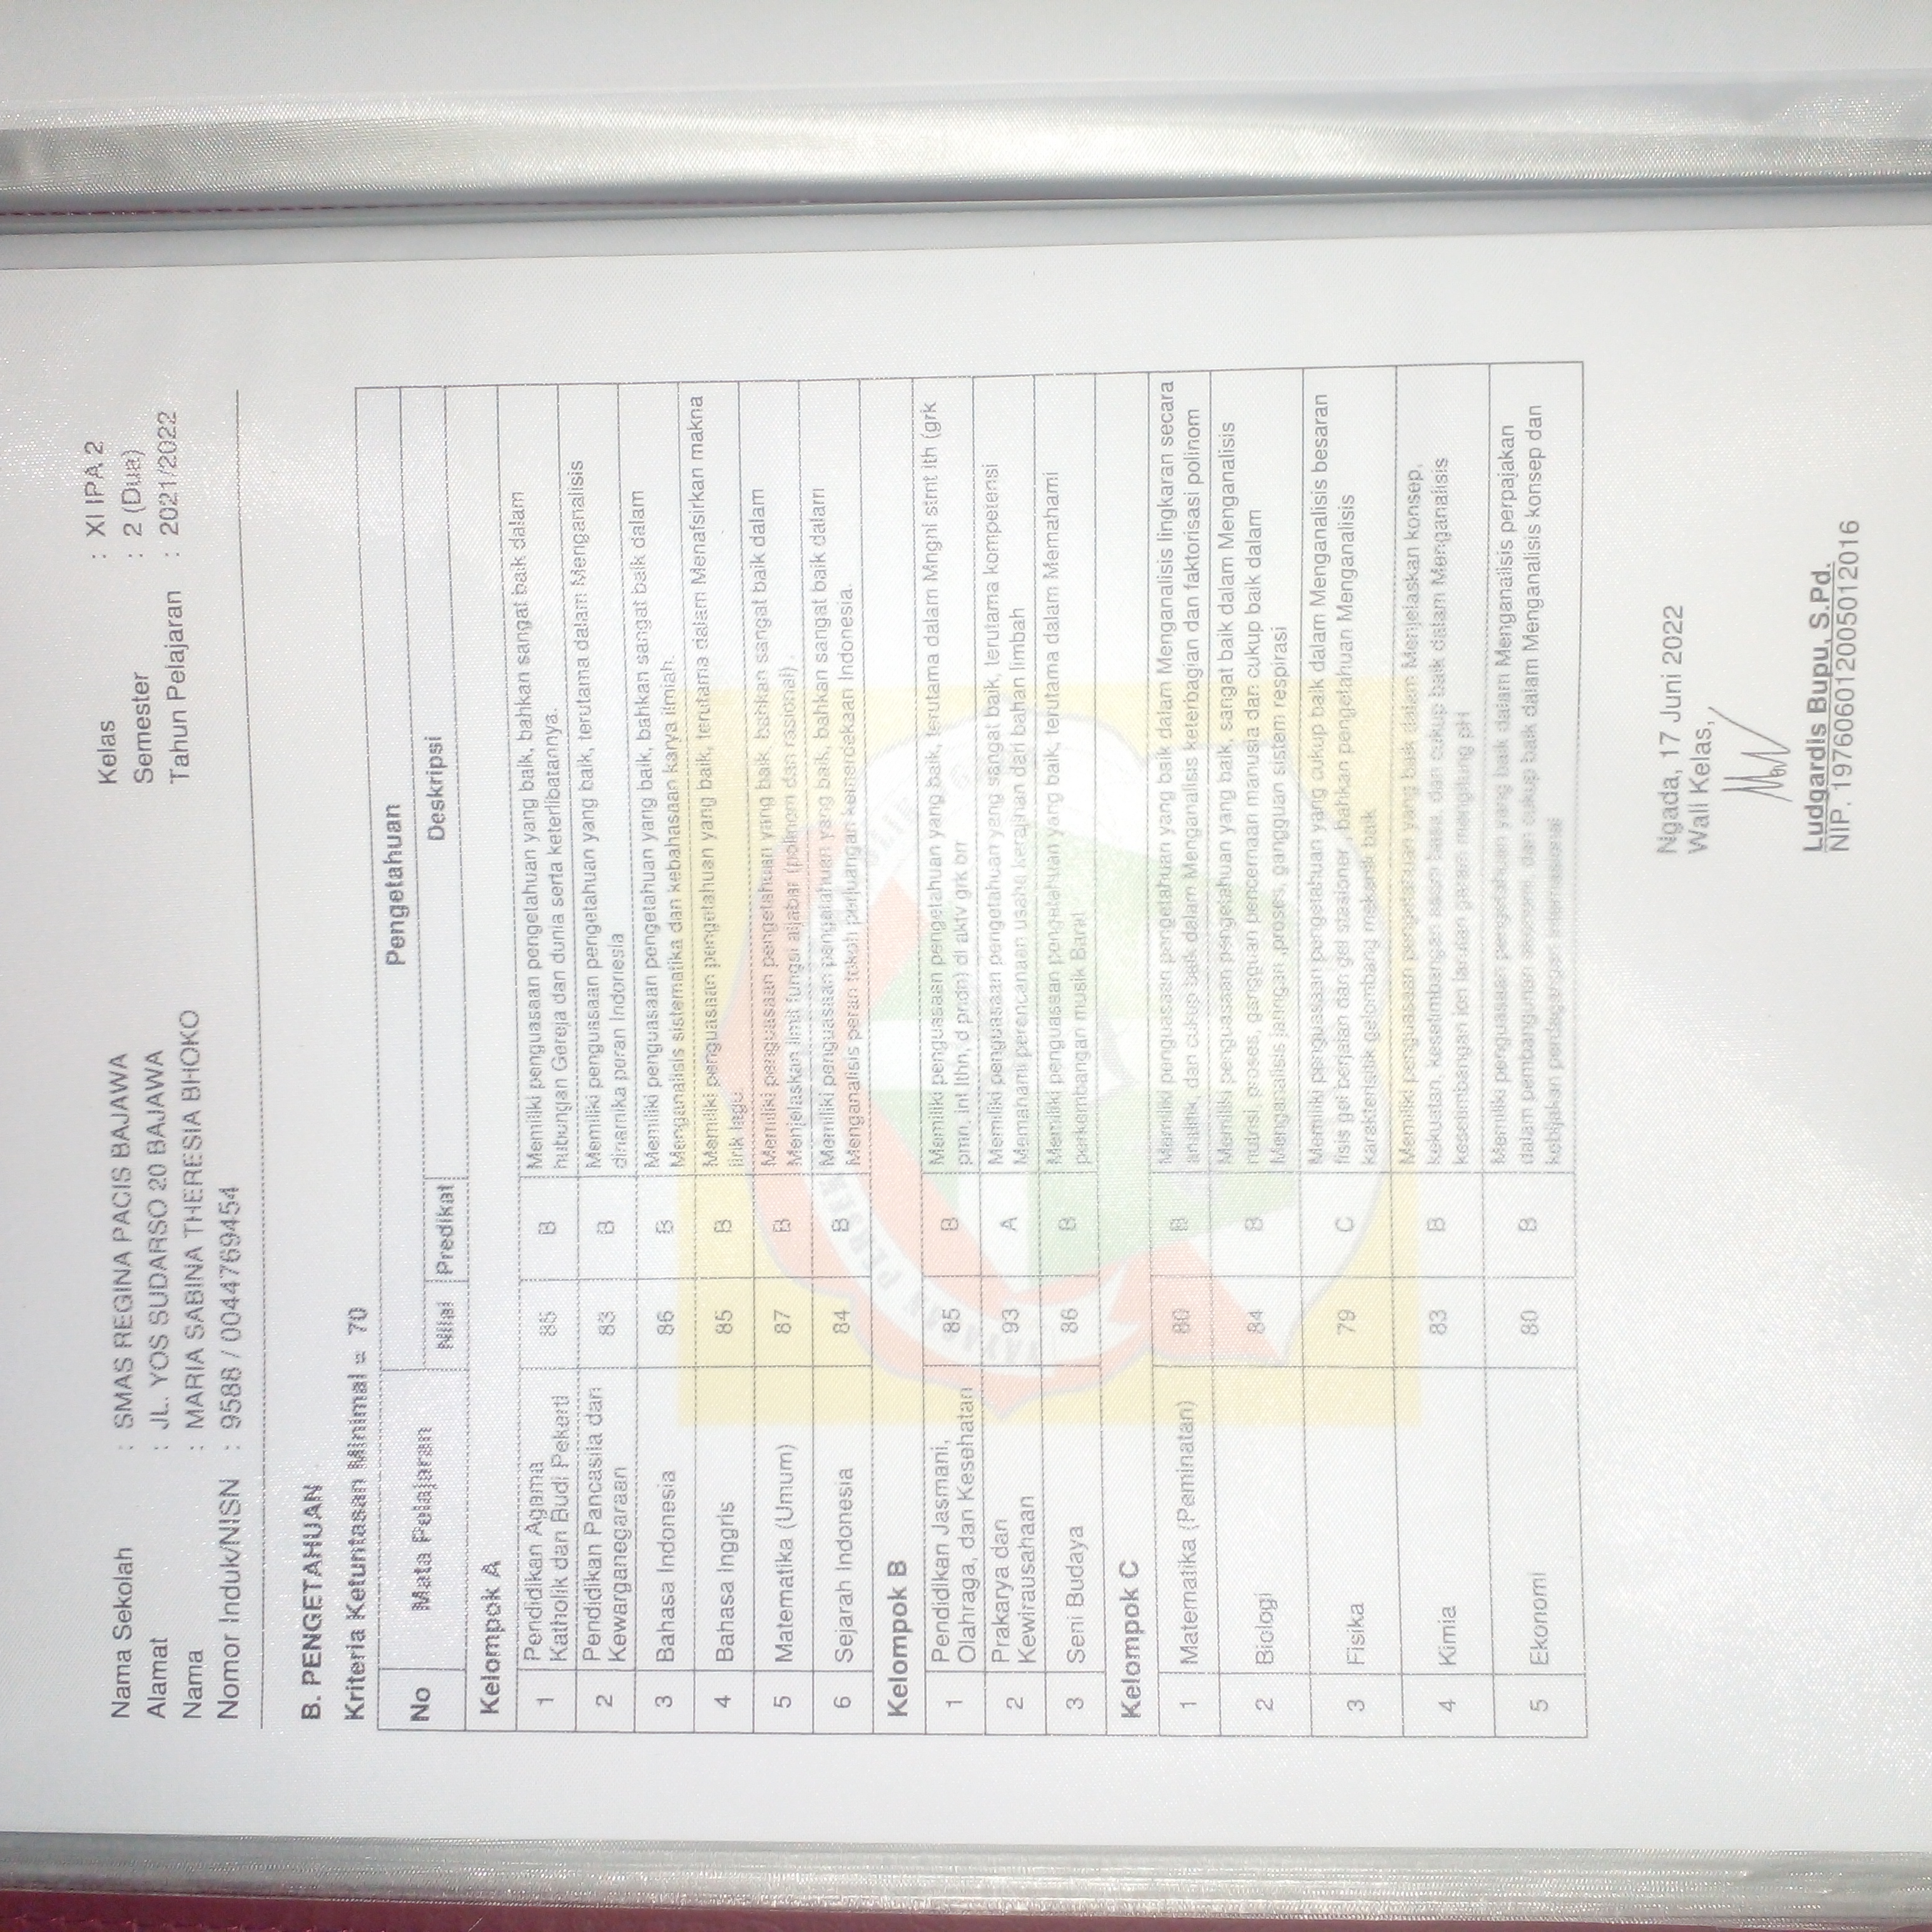 Nama Sekolah : SMAS REGINA PACIS BAJAWA
Alamat : JL. YOS SUDARSO 20 BAJAWA
Nama : MARIA SABINA THERESIA BHOKO
Nomor Induk/NISN : 9588 / 0044769454
Kelas : XI IPA 2
Semester : 2 (Dua)
Tahun Pelajaran : 2021/2022
B. PENGETAHUAN
Kriteria Ketuntasan Minimal = 70
No Mata Pelajaran Pengetahuan
Nilai Predikat Deskripsi
Kelompok A
1 Pendidikan Agama Katholik dan Budi Pekerti 85 B Memiliki penguasaan pengetahuan yang baik, bahkan sangat baik dalam
hubungan Gereja dan dunia serta keterlibatannya.
2 Pendidikan Pancasila dan Kewarganegaraan 83 B Memiliki penguasaan pengetahuan yang baik, terutama dalam Menganalisis
dinamika peran Indonesia
3 Bahasa Indonesia 86 B Memiliki penguasaan pengetahuan yang baik, bahkan sangat baik dalam
Menganalisis sistematika dan kebahasaan karya ilmiah.
4 Bahasa Inggris 85 B Memiliki penguasaan pengetahuan yang baik, terutama dalam Menafsirkan makna
lirik lagu.
5 Matematika (Umum) 87 B Memiliki penguasaan pengetahuan yang baik, bahkan sangat baik dalam
Menjelaskan limit fungsi aljabar (polinom dan rasional) .
6 Sejarah Indonesia 84 B Memiliki penguasaan pengetahuan yang baik, bahkan sangat baik dalam
Menganalisis peran tokoh perjuangan kemerdekaan Indonesia.
Kelompok B
1 Pendidikan Jasmani, Olahraga, dan Kesehatan 85 B Memiliki penguasaan pengetahuan yang baik, terutama dalam Mngnl strnt lth (grk
pmn, int lthn, d pndn) dl aktv grk brr
2 Prakarya dan Kewirausahaan 93 A Memiliki penguasaan pengetahuan yang sangat baik, terutama kompetensi
Memahami perencanaan usaha kerajinan dari bahan limbah
3 Seni Budaya 86 B Memiliki penguasaan pengetahuan yang baik, terutama dalam Memahami
perkembangan musik Barat
Kelompok C
1 Matematika (Peminatan) 80 B Memiliki penguasaan pengetahuan yang baik dalam Menganalisis lingkaran secara
analitik, dan cukup baik dalam Menganalisis keterbagian dan faktorisasi polinom
2 Biologi 84 B Memiliki penguasaan pengetahuan yang baik, sangat baik dalam Menganalisis
nutrisi, proses, gangguan pencernaan manusia dan cukup baik dalam
Menganalisis jaringan ,proses, gangguan sistem respirasi
3 Fisika 79 C Memiliki penguasaan pengetahuan yang cukup baik dalam Menganalisis besaran
fisis gel berjalan dan gel stasioner , bahkan pengetahuan Menganalisis
karakterisitik gelombang mekanik baik
4 Kimia 83 B Memiliki penguasaan pengetahuan yang baik dalam Menjelaskan konsep,
kekuatan, kesetimbangan asam basa, dan cukup baik dalam Menganalisis
kesetimbangan ion larutan garam mengitung pH
5 Ekonomi 80 B Memiliki penguasaan pengetahuan yang baik dalam Menganalisis perpajakan
dalam pembangunan ekonomi, dan cukup baik dalam Menganalisis konsep dan
kebijakan perdagangan internasional
Ngada, 17 Juni 2022
Wali Kelas,
Ludgardis Bupu, S.Pd.
NIP. 197606012005012016